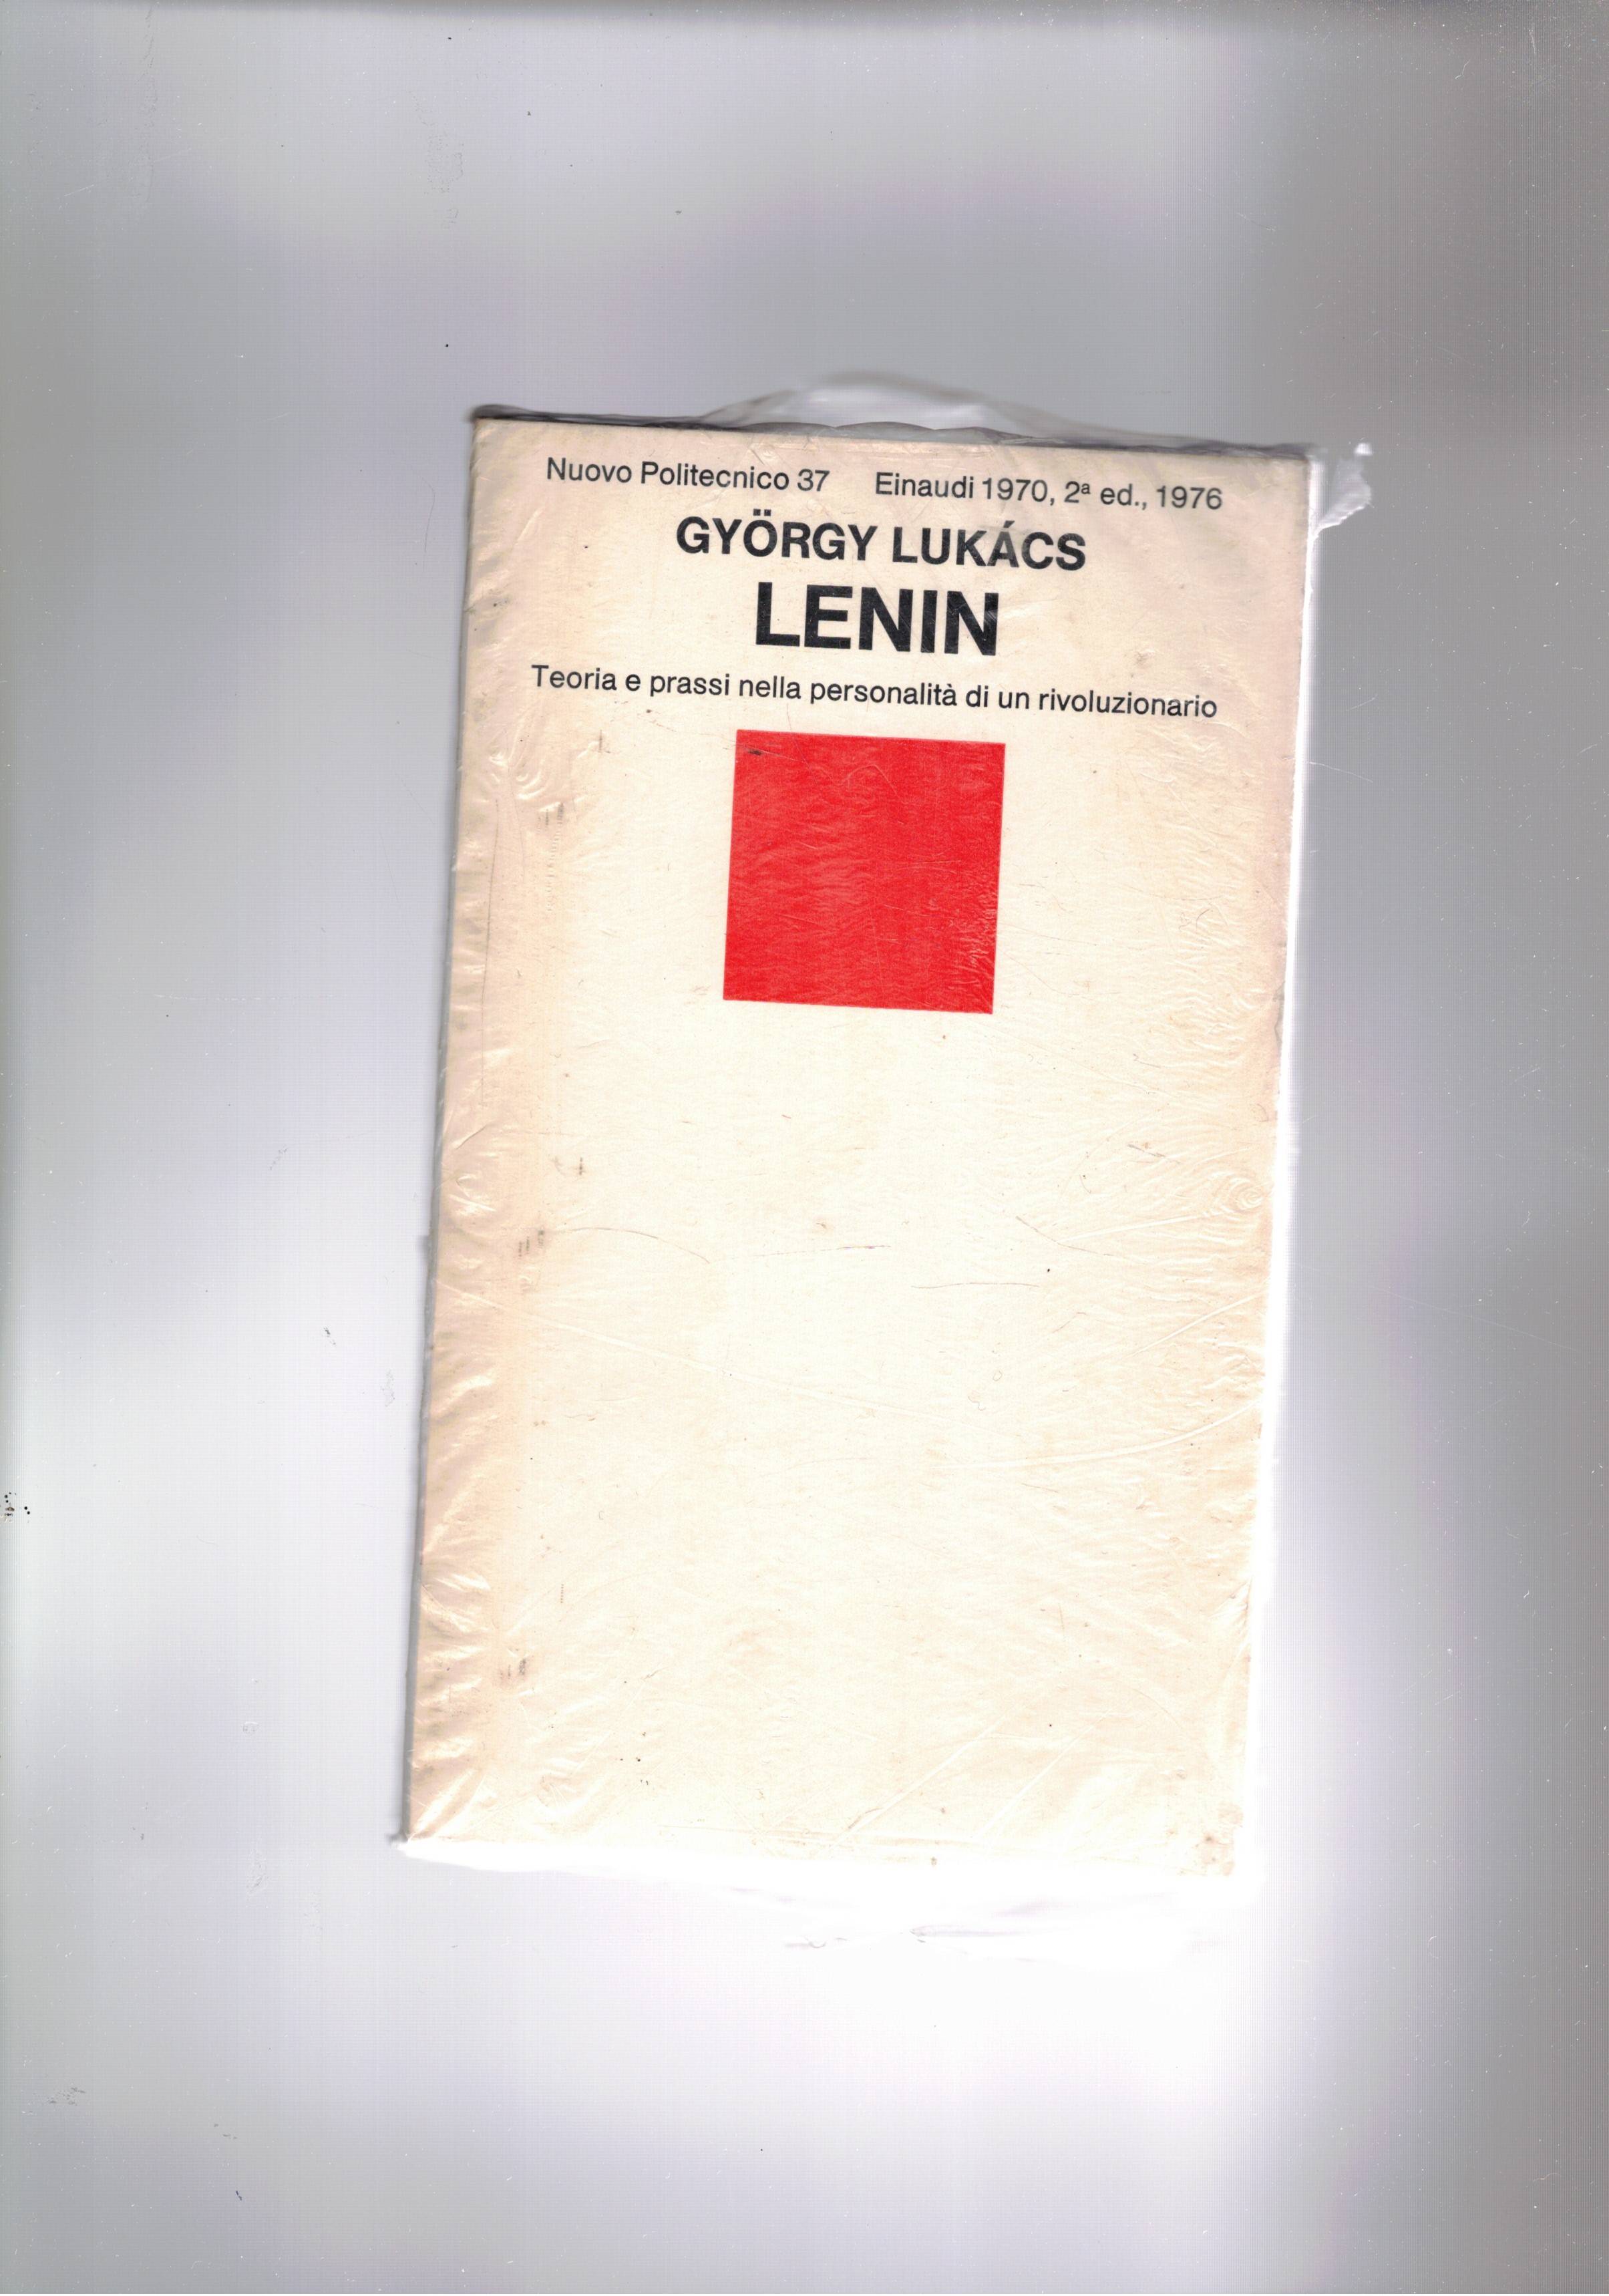 Nuovo Politecnico 37 Einaudi 1970, 2ª ed., 1976
GYÖRGY LUKÁCS
LENIN
Teoria e prassi nella personalità di un rivoluzionario